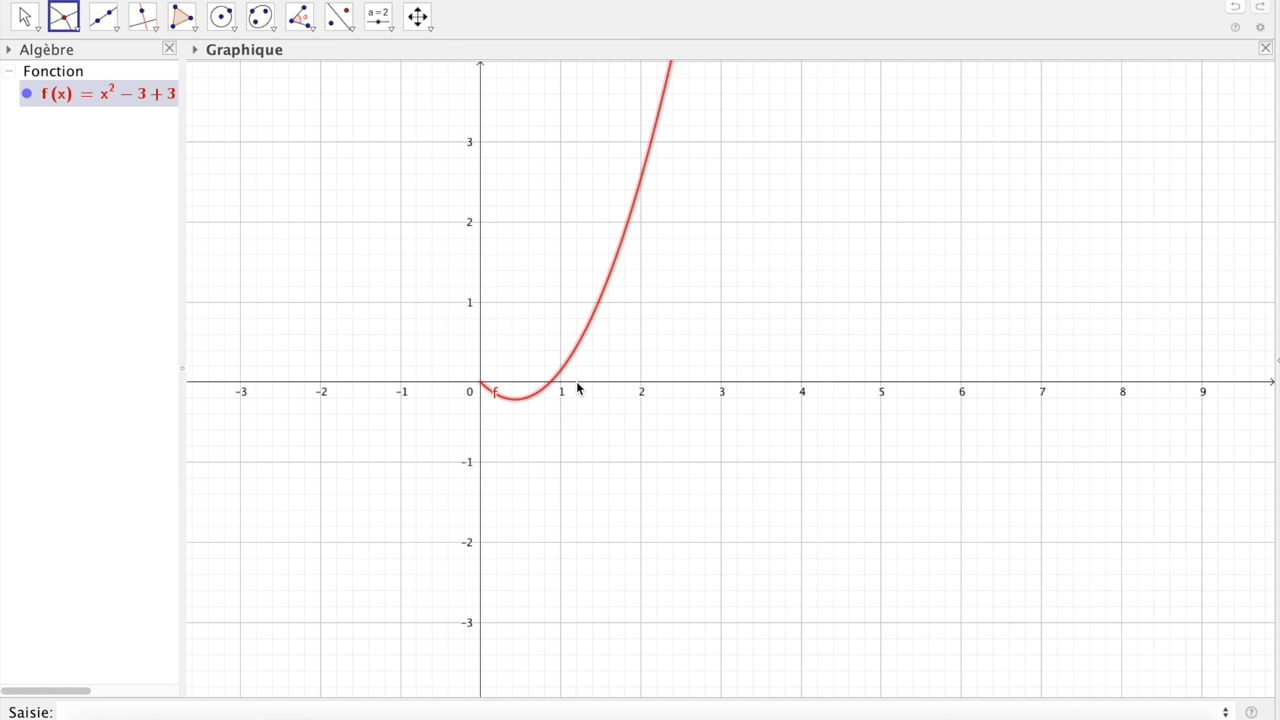 a=2
Algèbre
Graphique
Fonction
f(x) = x² − 3 + 3
3
2
1
-3 -2 -1 0 1 2 3 4 5 6 7 8 9
f
-1
-2
-3
Saisie: